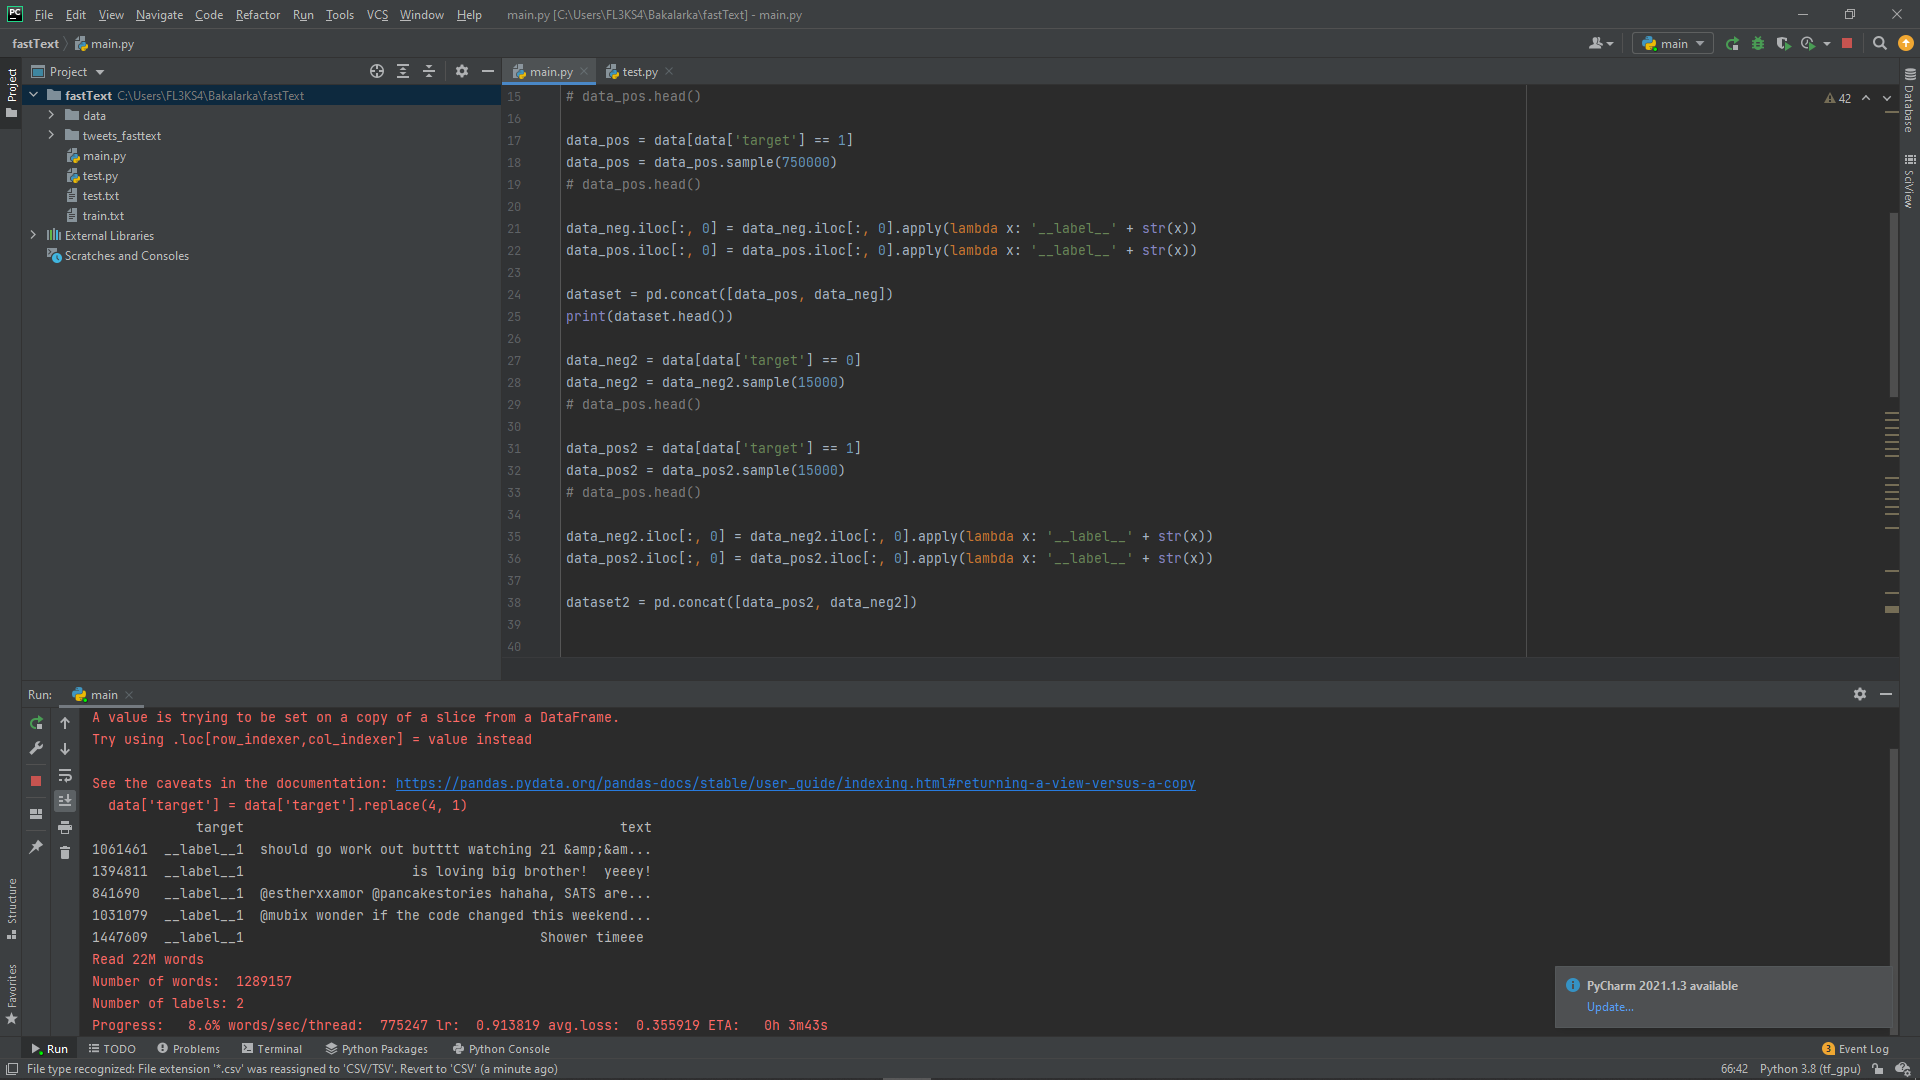 File Edit View Navigate Code Refactor Run Tools VCS Window Help main.py [C:\Users\FL3KS4\Bakalarka\fastText] - main.py
fastText main.py main
Project
Project
main.py test.py
fastText C:\Users\FL3KS4\Bakalarka\fastText
data
tweets_fasttext
main.py
test.py
test.txt
train.txt
External Libraries
Scratches and Consoles
42
15 # data_pos.head()
16
17 data_pos = data[data['target'] == 1]
18 data_pos = data_pos.sample(750000)
19 # data_pos.head()
20
21 data_neg.iloc[:, 0] = data_neg.iloc[:, 0].apply(lambda x: '__label__' + str(x))
22 data_pos.iloc[:, 0] = data_pos.iloc[:, 0].apply(lambda x: '__label__' + str(x))
23
24 dataset = pd.concat([data_pos, data_neg])
25 print(dataset.head())
26
27 data_neg2 = data[data['target'] == 0]
28 data_neg2 = data_neg2.sample(15000)
29 # data_pos.head()
30
31 data_pos2 = data[data['target'] == 1]
32 data_pos2 = data_pos2.sample(15000)
33 # data_pos.head()
34
35 data_neg2.iloc[:, 0] = data_neg2.iloc[:, 0].apply(lambda x: '__label__' + str(x))
36 data_pos2.iloc[:, 0] = data_pos2.iloc[:, 0].apply(lambda x: '__label__' + str(x))
37
38 dataset2 = pd.concat([data_pos2, data_neg2])
39
40
Database
SciView
Run: main
A value is trying to be set on a copy of a slice from a DataFrame.
Try using .loc[row_indexer,col_indexer] = value instead
See the caveats in the documentation: https://pandas.pydata.org/pandas-docs/stable/user_guide/indexing.html#returning-a-view-versus-a-copy
data['target'] = data['target'].replace(4, 1)
target text
1061461 __label__1 should go work out butttt watching 21 &amp;&am...
1394811 __label__1 is loving big brother! yeeey!
841690 __label__1 @estherxxamor @pancakestories hahaha, SATS are...
1031079 __label__1 @mubix wonder if the code changed this weekend...
1447609 __label__1 Shower timeee
Read 22M words
Number of words: 1289157
Number of labels: 2
Progress: 8.6% words/sec/thread: 775247 lr: 0.913819 avg.loss: 0.355919 ETA: 0h 3m43s
Structure
Favorites
PyCharm 2021.1.3 available
Update...
Run TODO Problems Terminal Python Packages Python Console 3 Event Log
File type recognized: File extension '*.csv' was reassigned to 'CSV/TSV'. Revert to 'CSV' (a minute ago) 66:42 Python 3.8 (tf_gpu)